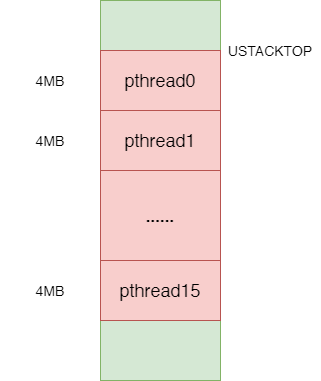 USTACKTOP
4MB pthread0
4MB pthread1
......
4MB pthread15